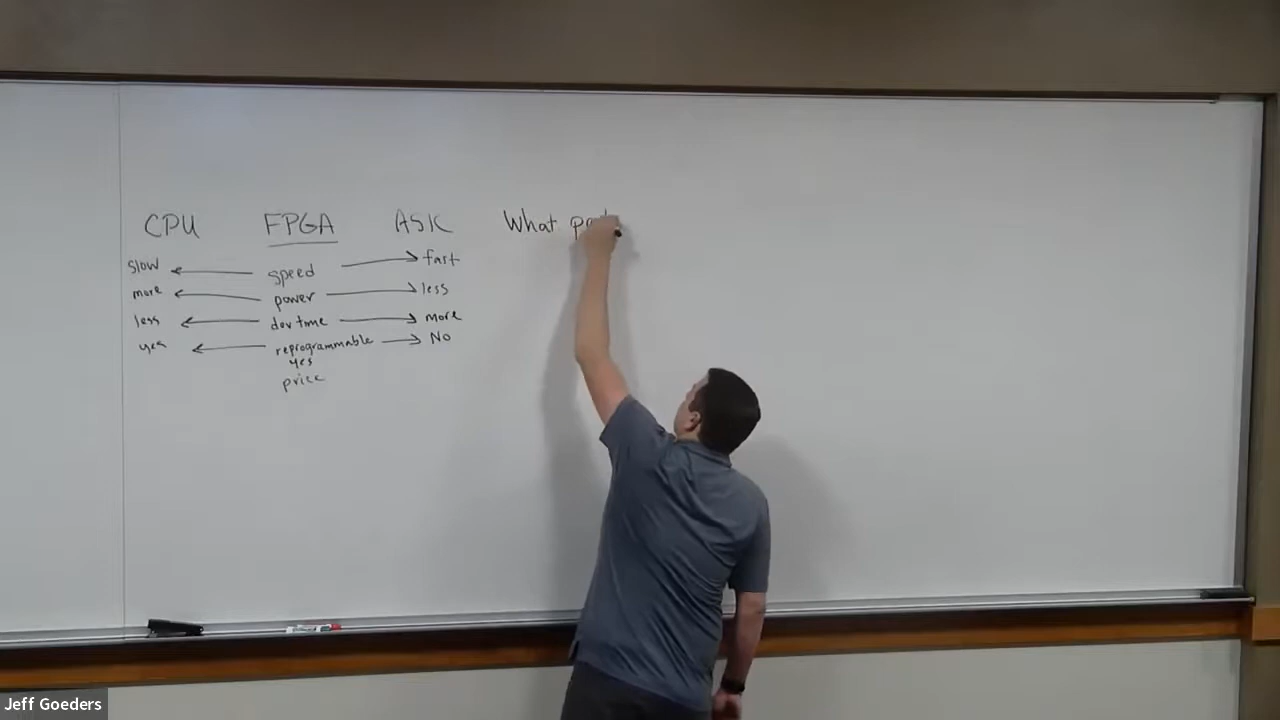 CPU FPGA ASIC What
slow speed fast
more power less
less dev time more
yes reprogrammable No
yes
price
Jeff Goeders